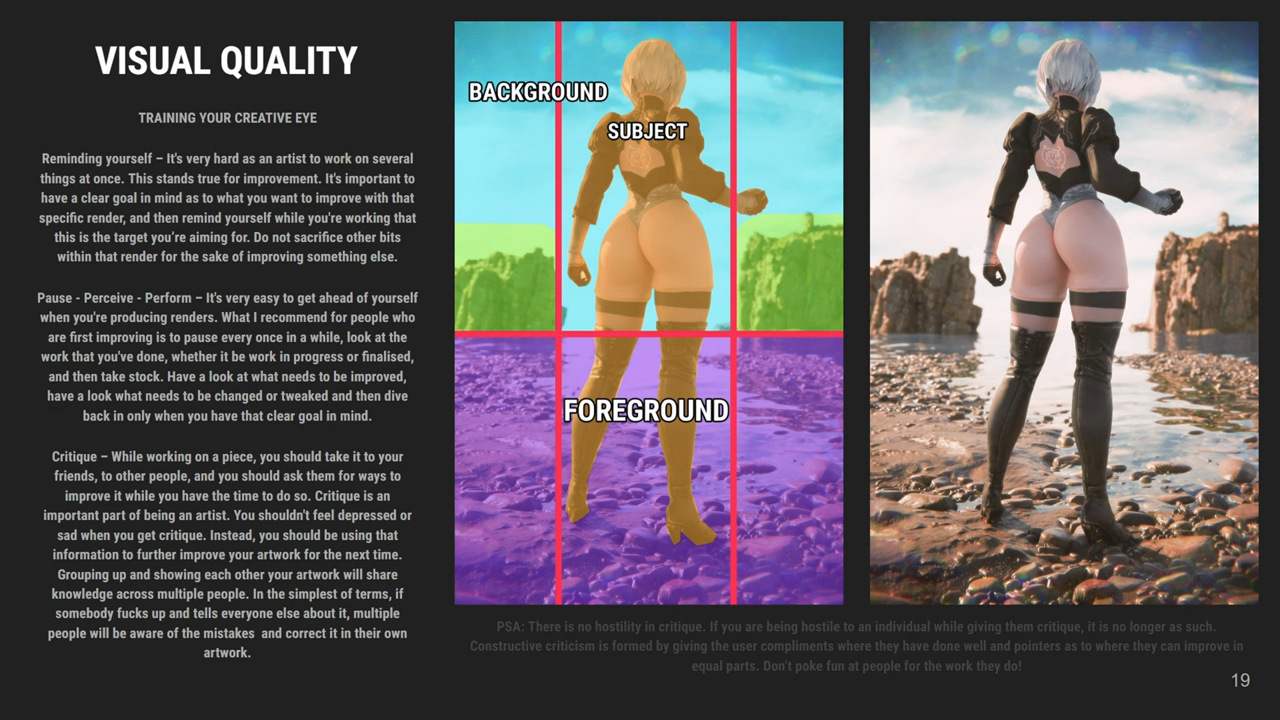 VISUAL QUALITY
TRAINING YOUR CREATIVE EYE
Reminding yourself – It's very hard as an artist to work on several
things at once. This stands true for improvement. It's important to
have a clear goal in mind as to what you want to improve with that
specific render, and then remind yourself while you're working that
this is the target you're aiming for. Do not sacrifice other bits
within that render for the sake of improving something else.
Pause - Perceive - Perform – It's very easy to get ahead of yourself
when you're producing renders. What I recommend for people who
are first improving is to pause every once in a while, look at the
work that you've done, whether it be work in progress or finalised,
and then take stock. Have a look at what needs to be improved,
have a look what needs to be changed or tweaked and then dive
back in only when you have that clear goal in mind.
Critique – While working on a piece, you should take it to your
friends, to other people, and you should ask them for ways to
improve it while you have the time to do so. Critique is an
important part of being an artist. You shouldn't feel depressed or
sad when you get critique. Instead, you should be using that
information to further improve your artwork for the next time.
Grouping up and showing each other your artwork will share
knowledge across multiple people. In the simplest of terms, if
somebody fucks up and tells everyone else about it, multiple
people will be aware of the mistakes  and correct it in their own
artwork.
BACKGROUND
SUBJECT
FOREGROUND
PSA: There is no hostility in critique. If you are being hostile to an individual while giving them critique, it is no longer as such.
Constructive criticism is formed by giving the user compliments where they have done well and pointers as to where they can improve in
equal parts. Don't poke fun at people for the work they do!
19